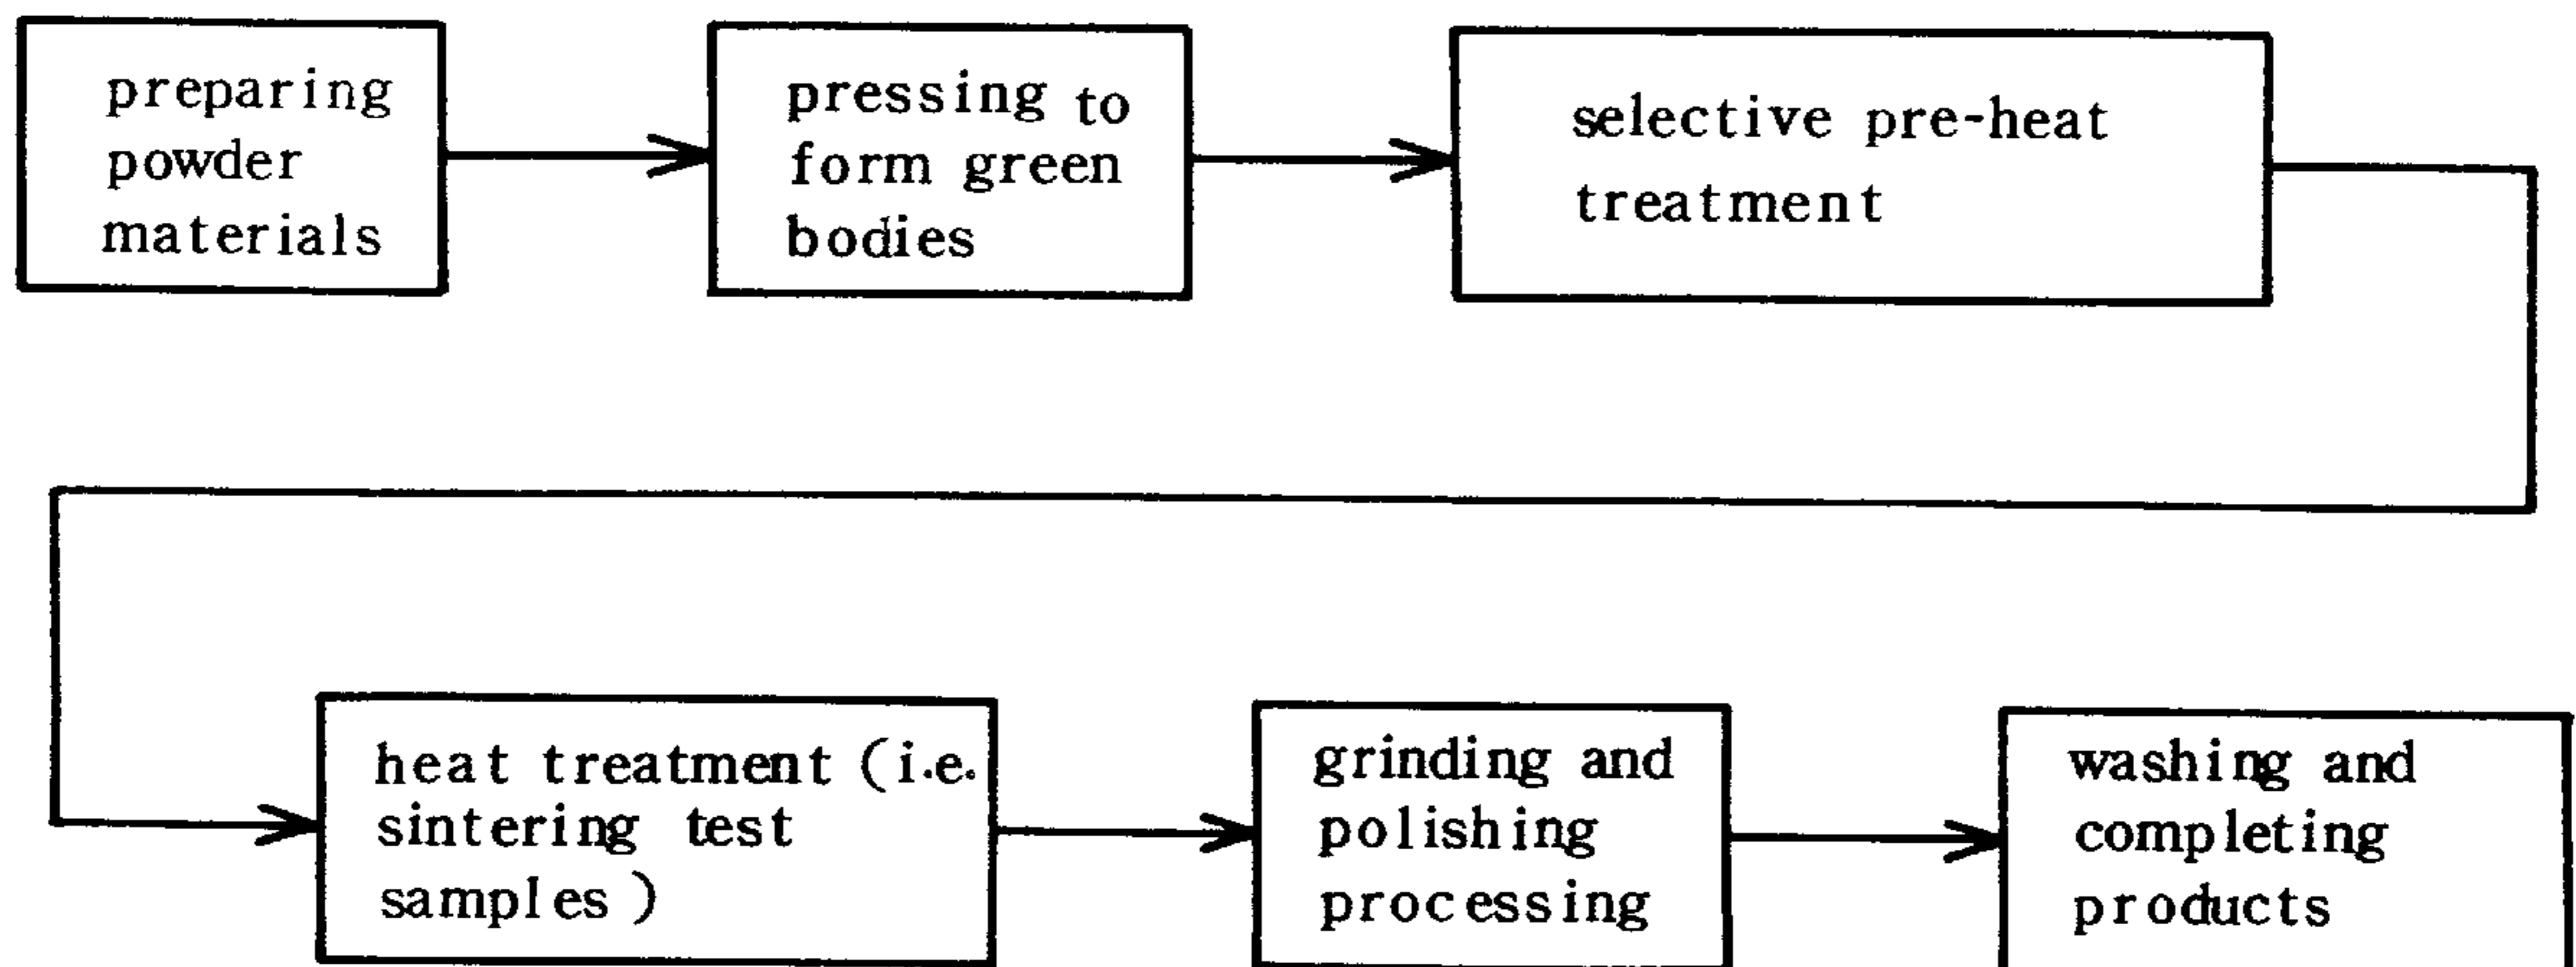 preparing
powder
materials
pressing to
form green
bodies
selective pre-heat
treatment
heat treatment (i.e.
sintering test
samples)
grinding and
polishing
processing
washing and
completing
products